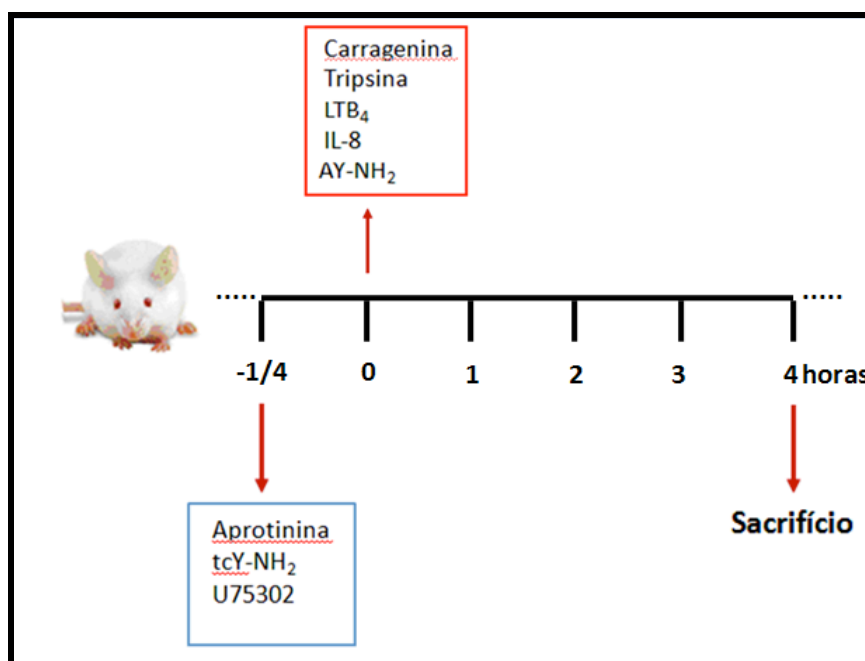 Carragenina
Tripsina
LTB₄
IL-8
AY-NH₂
..... .....
-1/4 0 1 2 3 4 horas
Aprotinina
tcY-NH₂
U75302
Sacrifício